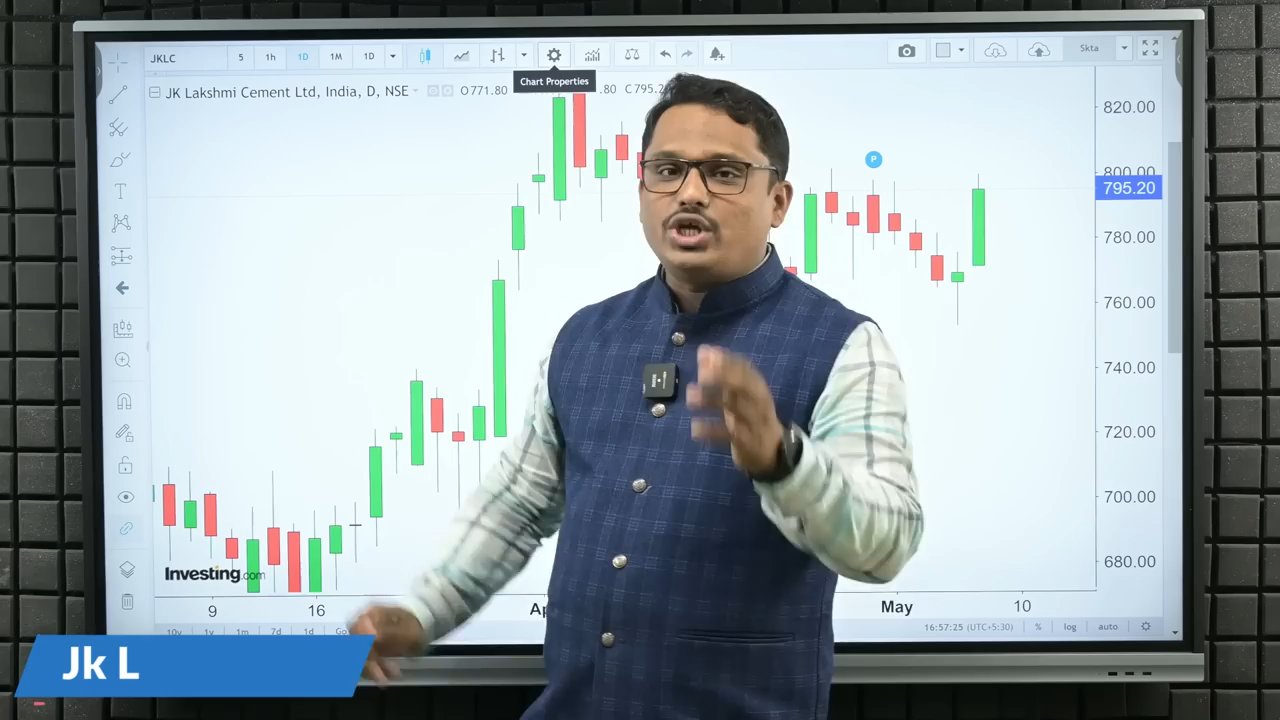 JKLC 5 1h 1D 1M 1D Skta
Chart Properties
JK Lakshmi Cement Ltd, India, D, NSE O771.80 .80 C795.2
P
820.00
800.00
795.20
780.00
760.00
740.00
720.00
700.00
680.00
Investing.com
9 16 Ap May 10
10y 1y 1m 7d 1d Go 16:57:25 (UTC+5:30) % log auto
Jk L